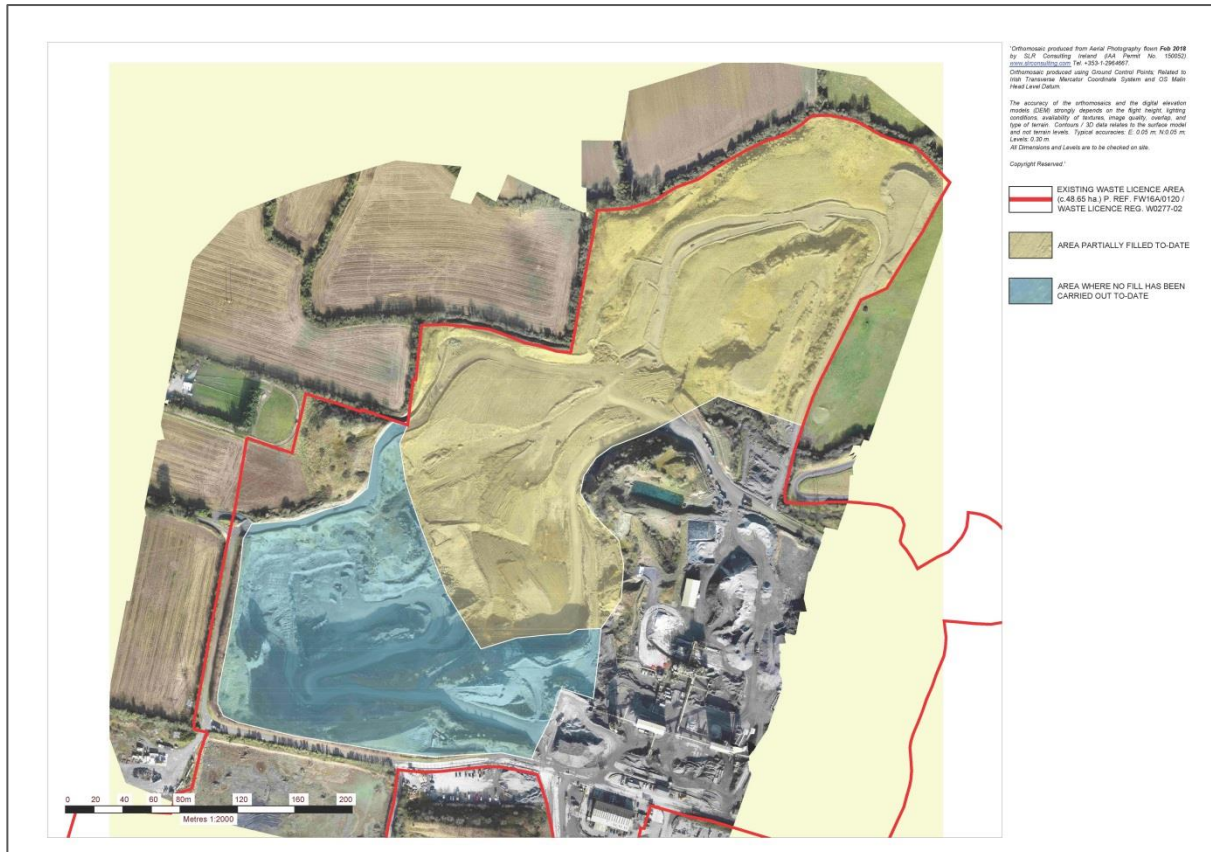 'Orthomosaic produced from Aerial Photography flown Feb 2018
by SLR Consulting Ireland (IAA Permit No. 150052)
www.slrconsulting.com Tel. +353-1-2964667.
Orthomosaic produced using Ground Control Points; Related to
Irish Transverse Mercator Coordinate System and OS Malin
Head Level Datum.
The accuracy of the orthomosaics and the digital elevation
models (DEM) strongly depends on the flight height, lighting
conditions, availability of textures, image quality, overlap, and
type of terrain. Contours / 3D data relates to the surface model
and not terrain levels. Typical accuracies: E: 0.05 m; N:0.05 m;
Levels: 0.30 m.
All Dimensions and Levels are to be checked on site.
Copyright Reserved.'
EXISTING WASTE LICENCE AREA
(c.48.65 ha.) P. REF. FW16A/0120 /
WASTE LICENCE REG. W0277-02
AREA PARTIALLY FILLED TO-DATE
AREA WHERE NO FILL HAS BEEN
CARRIED OUT TO-DATE
0 20 40 60 80m 120 160 200
Metres 1:2000